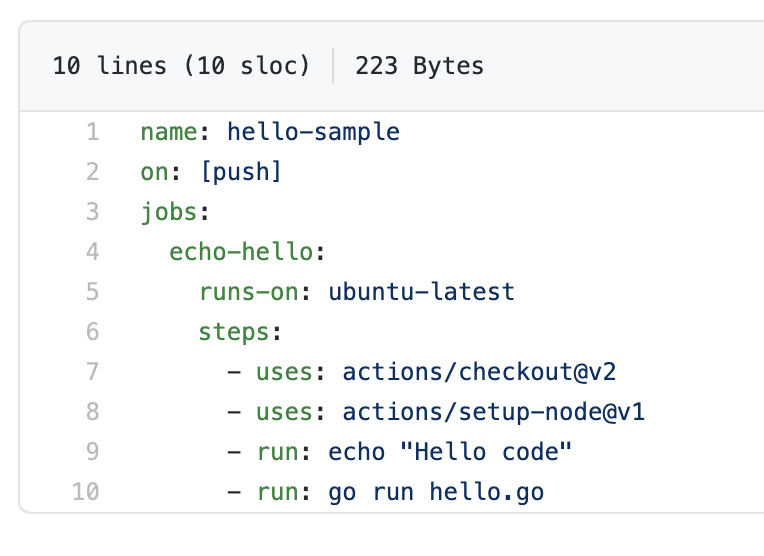 10 lines (10 sloc) 223 Bytes
1 name: hello-sample
2 on: [push]
3 jobs:
4   echo-hello:
5     runs-on: ubuntu-latest
6     steps:
7       - uses: actions/checkout@v2
8       - uses: actions/setup-node@v1
9       - run: echo "Hello code"
10       - run: go run hello.go